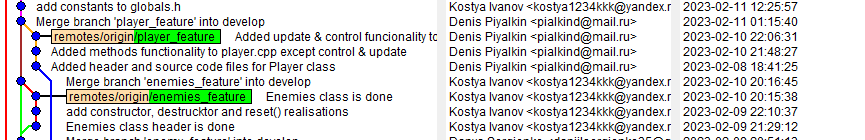 add constants to globals.h Kostya Ivanov <kostya1234kkk@yandex.r 2023-02-11 12:25:57
Merge branch 'player_feature' into develop Denis Piyalkin <pialkind@mail.ru> 2023-02-11 01:15:40
remotes/origin/player_feature Added update & control funcionality to Denis Piyalkin <pialkind@mail.ru> 2023-02-10 22:06:31
Added methods functionality to player.cpp except control & update Denis Piyalkin <pialkind@mail.ru> 2023-02-10 21:48:27
Added header and source code files for Player class Denis Piyalkin <pialkind@mail.ru> 2023-02-08 18:41:25
Merge branch 'enemies_feature' into develop Kostya Ivanov <kostya1234kkk@yandex.r 2023-02-10 20:16:45
remotes/origin/enemies_feature Enemies class is done Kostya Ivanov <kostya1234kkk@yandex.r 2023-02-10 20:15:38
add constructor, destrucktor and reset() realisations Kostya Ivanov <kostya1234kkk@yandex.r 2023-02-09 22:10:37
Enemies class header is done Kostya Ivanov <kostya1234kkk@yandex.r 2023-02-09 21:29:12